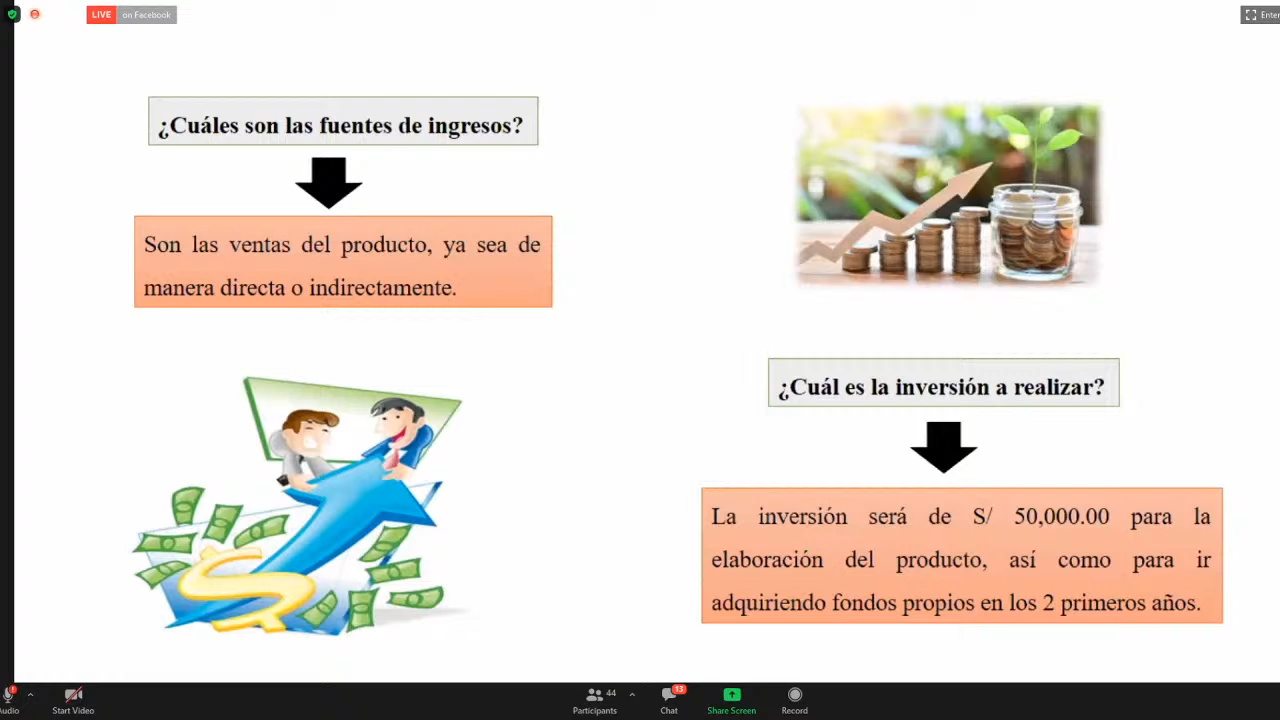 LIVE on Facebook
Enter
¿Cuáles son las fuentes de ingresos?
Son las ventas del producto, ya sea de
manera directa o indirectamente.
¿Cuál es la inversión a realizar?
La inversión será de S/ 50,000.00 para la
elaboración del producto, así como para ir
adquiriendo fondos propios en los 2 primeros años.
Audio
Start Video
44
Participants
13
Chat
Share Screen
Record